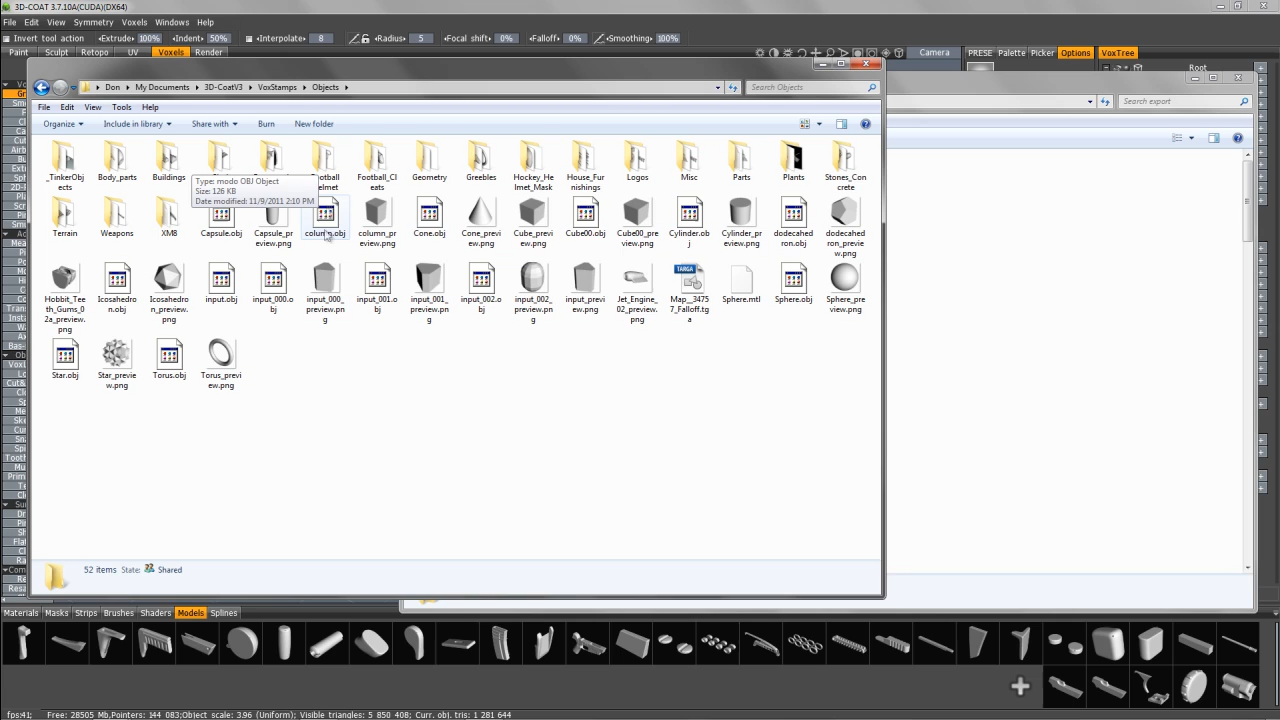 3D-COAT 3.7.10A(CUDA)(DX64)
File Edit View Symmetry Voxels Windows Help
Invert tool action Extrude 100% Indent 50% Interpolate 8 Radius 5 Focal shift 0% Falloff 0% Smoothing 100%
Paint Sculpt Retopo UV Voxels Render Camera PRESE Palette Picker Options VoxTree
Root
Don My Documents 3D-CoatV3 VoxStamps Objects Search Objects
Search export
File Edit View Tools Help
Organize Include in library Share with Burn New folder
_TinkerObjects Body_parts Buildings Football_Cleats Geometry Greebles Hockey_Helmet_Mask House_Furnishings Logos Misc Parts Plants Stones_Concrete
Type: modo OBJ Object
Size: 126 KB
Date modified: 11/9/2011 2:10 PM
Terrain Weapons XM8 Capsule.obj Capsule_preview.png column.obj column_preview.png Cone.obj Cone_preview.png Cube_preview.png Cube00.obj Cube00_preview.png Cylinder.obj Cylinder_preview.png dodecahedron.obj dodecahedron_preview.png
Hobbit_Teeth_Gums_02a_preview.png Icosahedron.obj Icosahedron_preview.png input.obj input_000.obj input_000_preview.png input_001.obj input_001_preview.png input_002.obj input_002_preview.png input_preview.png Jet_Engine_02_preview.png Map__34757_Falloff.tga Sphere.mtl Sphere.obj Sphere_preview.png
TARGA
Star.obj Star_preview.png Torus.obj Torus_preview.png
52 items State: Shared
Materials Masks Strips Brushes Shaders Models Splines
fps:41; Free: 28505 Mb,Pointers: 144 083;Object scale: 3.96 (Uniform); Visible triangles: 5 850 408; Curr. obj. tris: 1 281 644